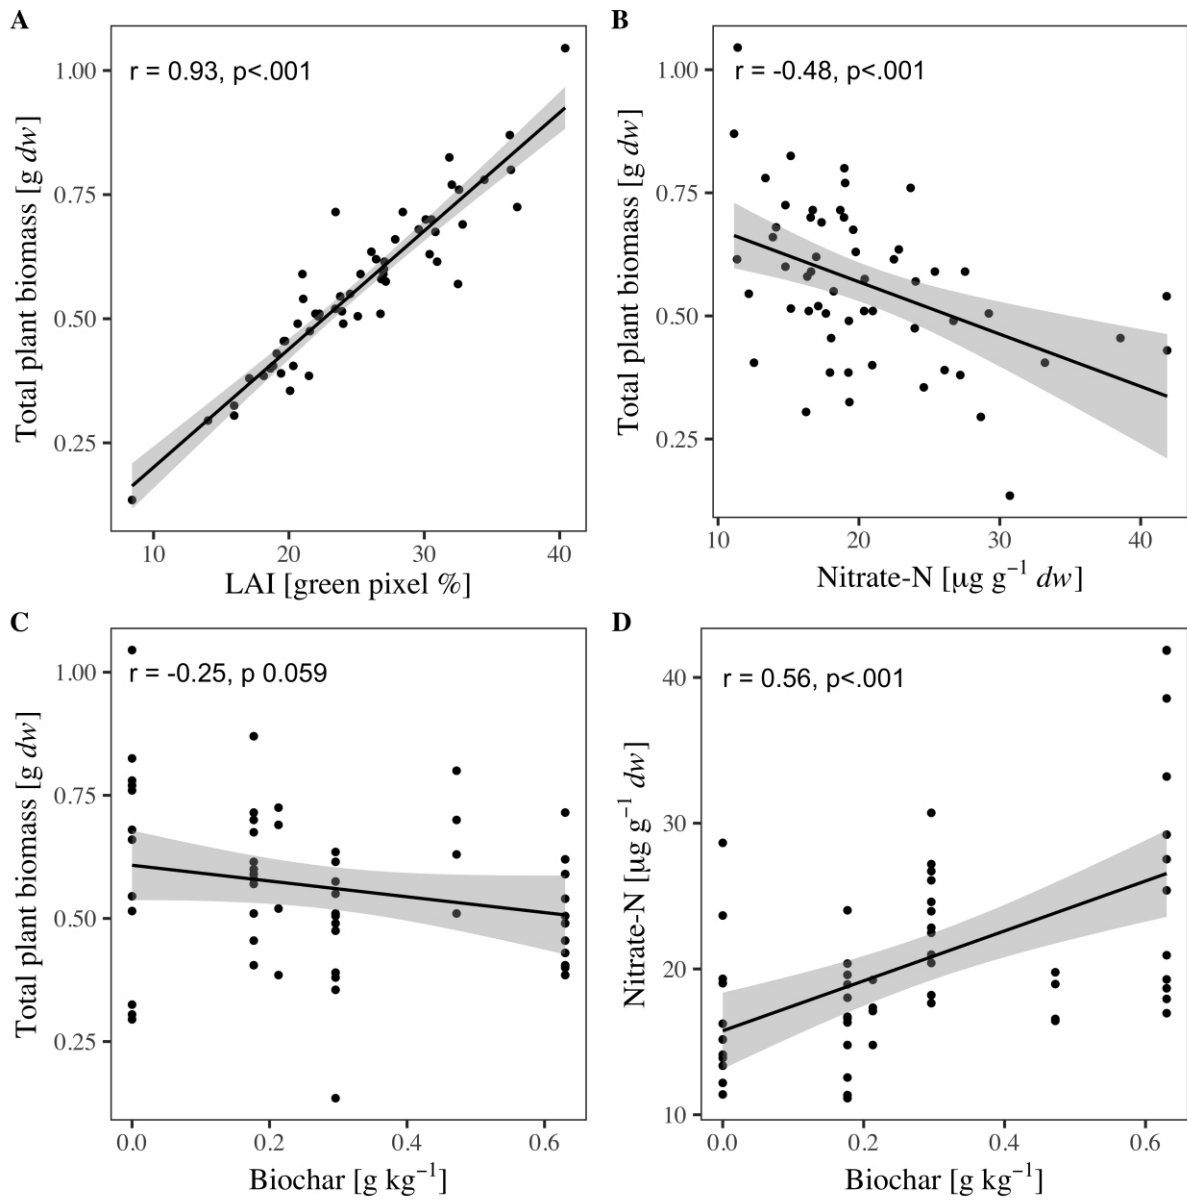 A
r = 0.93, p<.001
Total plant biomass [g dw]
1.00
0.75
0.50
0.25
10 20 30 40
LAI [green pixel %]
B
r = -0.48, p<.001
Total plant biomass [g dw]
1.00
0.75
0.50
0.25
10 20 30 40
Nitrate-N [µg g⁻¹ dw]
C
r = -0.25, p 0.059
Total plant biomass [g dw]
1.00
0.75
0.50
0.25
0.0 0.2 0.4 0.6
Biochar [g kg⁻¹]
D
r = 0.56, p<.001
Nitrate-N [µg g⁻¹ dw]
40
30
20
10
0.0 0.2 0.4 0.6
Biochar [g kg⁻¹]